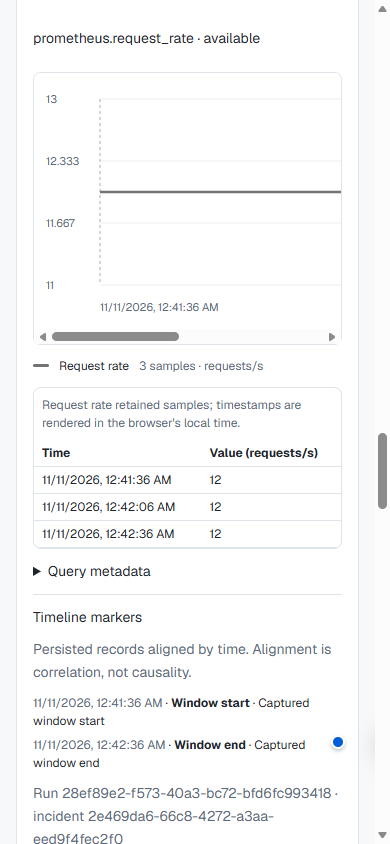 prometheus.request_rate · available
13
12.333
11.667
11
11/11/2026, 12:41:36 AM
Request rate 3 samples · requests/s
Request rate retained samples; timestamps are
rendered in the browser's local time.
Time Value (requests/s)
11/11/2026, 12:41:36 AM 12
11/11/2026, 12:42:06 AM 12
11/11/2026, 12:42:36 AM 12
Query metadata
Timeline markers
Persisted records aligned by time. Alignment is
correlation, not causality.
11/11/2026, 12:41:36 AM · Window start · Captured
window start
11/11/2026, 12:42:36 AM · Window end · Captured
window end
Run 28ef89e2-f573-40a3-bc72-bfd6fc993418 ·
incident 2e469da6-66c8-4272-a3aa-
eed9f4fec2f0